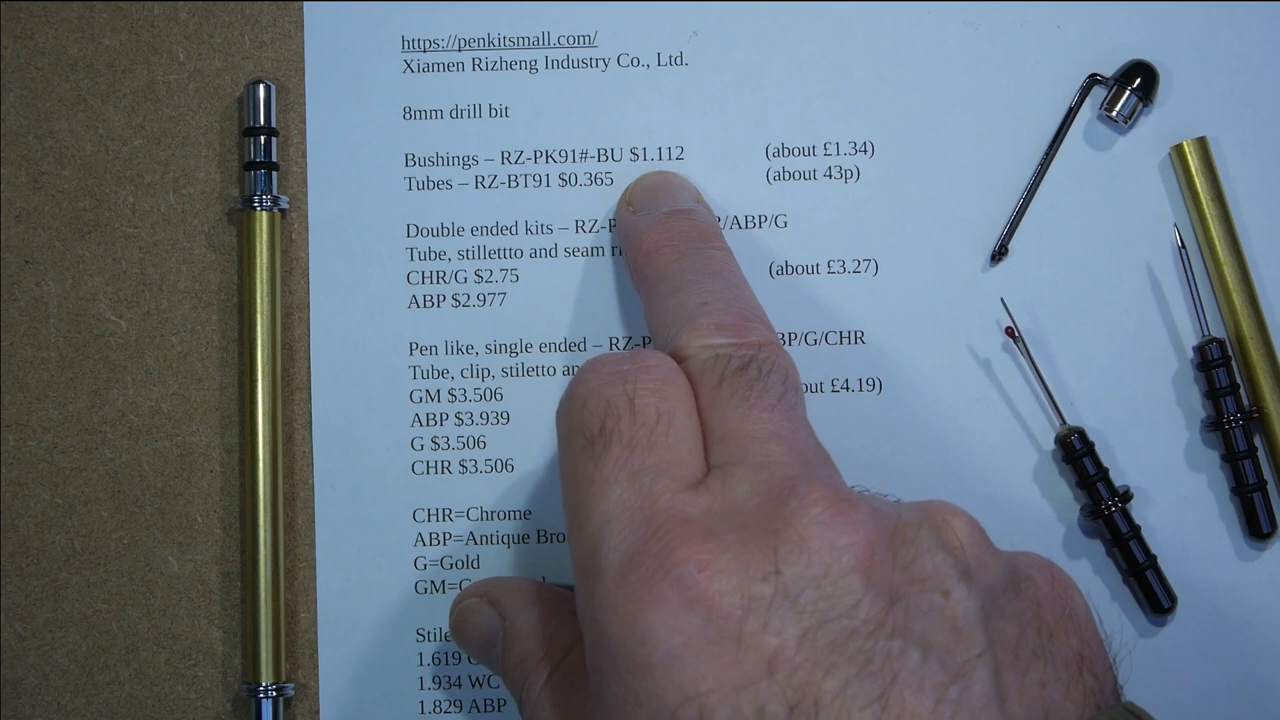 https://penkitsmall.com/
Xiamen Rizheng Industry Co., Ltd.
8mm drill bit
Bushings – RZ-PK91#-BU $1.112 (about £1.34)
Tubes – RZ-BT91 $0.365 (about 43p)
Double ended kits – RZ-P /ABP/G
Tube, stillettto and seam
CHR/G $2.75 (about £3.27)
ABP $2.977
Pen like, single ended – RZ-P BP/G/CHR
Tube, clip, stiletto
GM $3.506 £4.19)
ABP $3.939
G $3.506
CHR $3.506
CHR=Chrome
ABP=Antique
G=Gold
GM=
1.619
1.934 WC
1.829 ABP